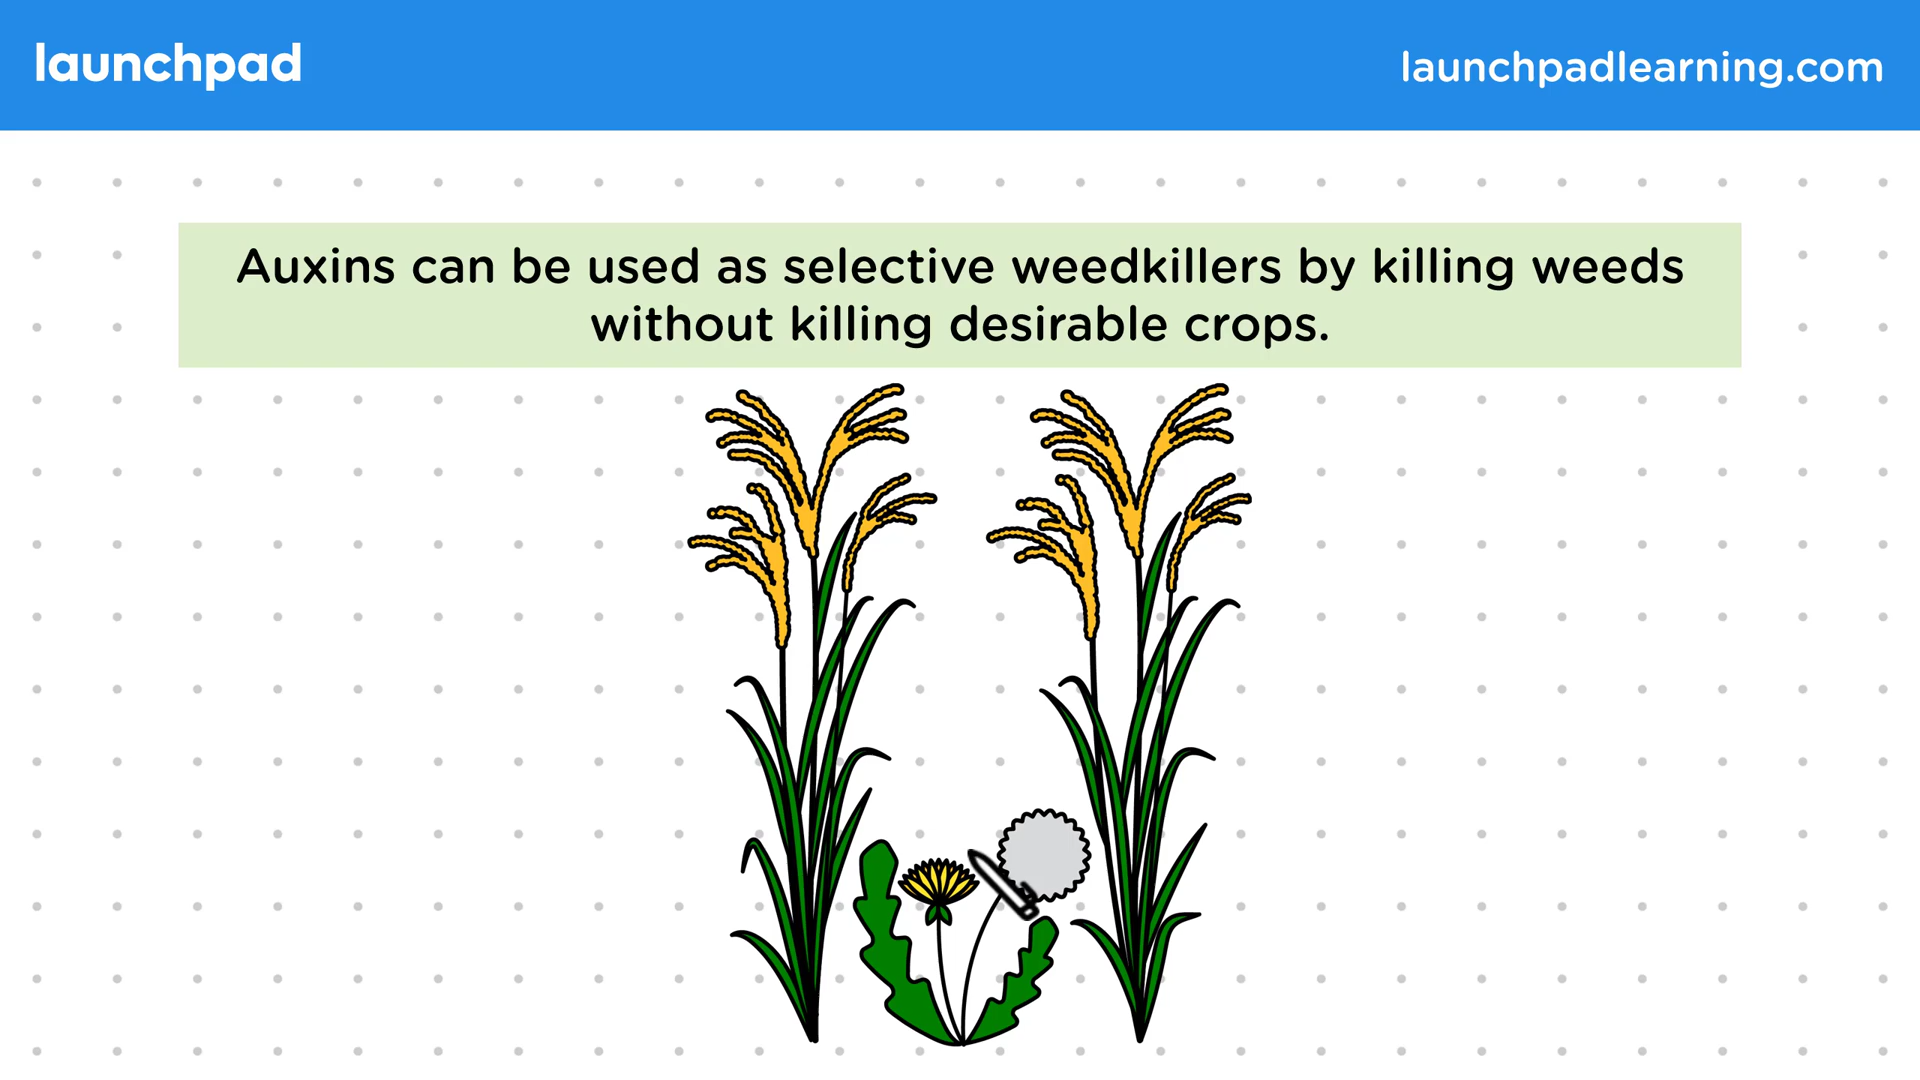 launchpad
launchpadlearning.com
Auxins can be used as selective weedkillers by killing weeds
without killing desirable crops.